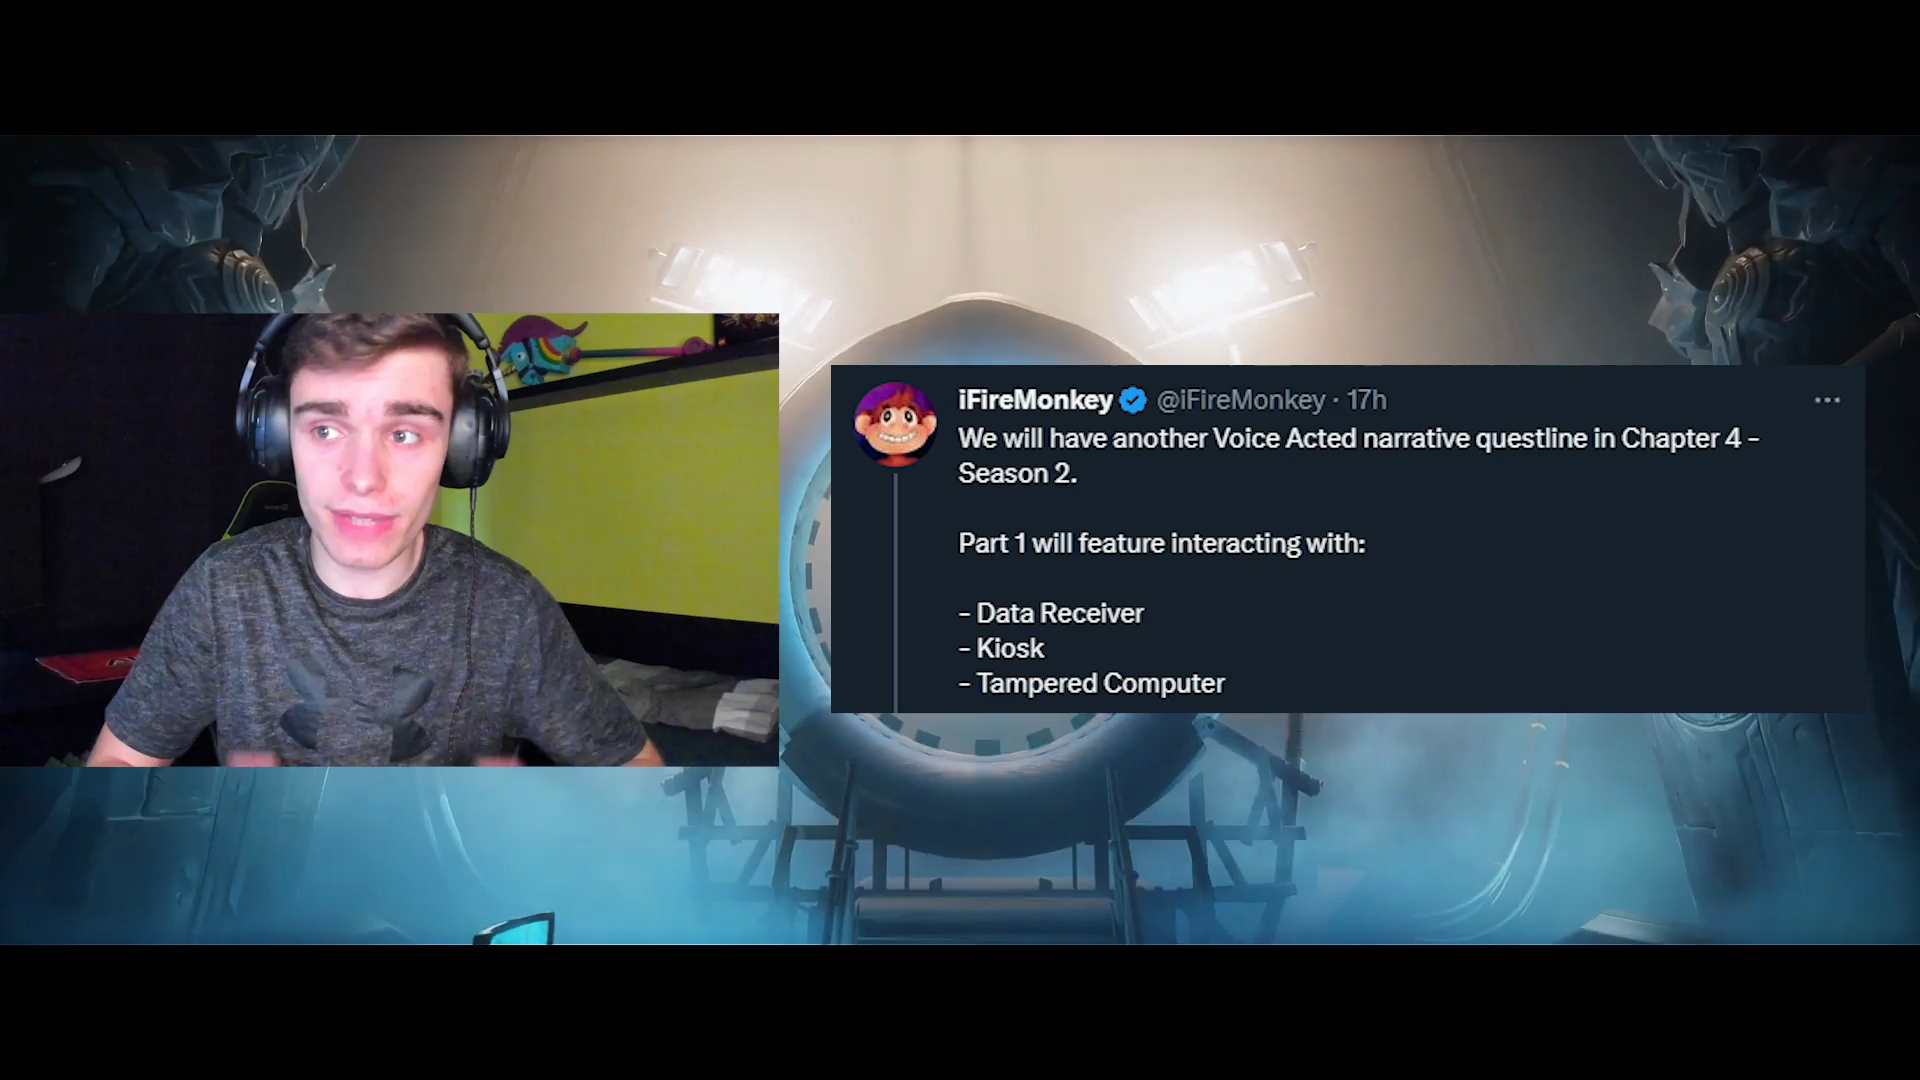 iFireMonkey @iFireMonkey · 17h
We will have another Voice Acted narrative questline in Chapter 4 -
Season 2.
Part 1 will feature interacting with:
- Data Receiver
- Kiosk
- Tampered Computer